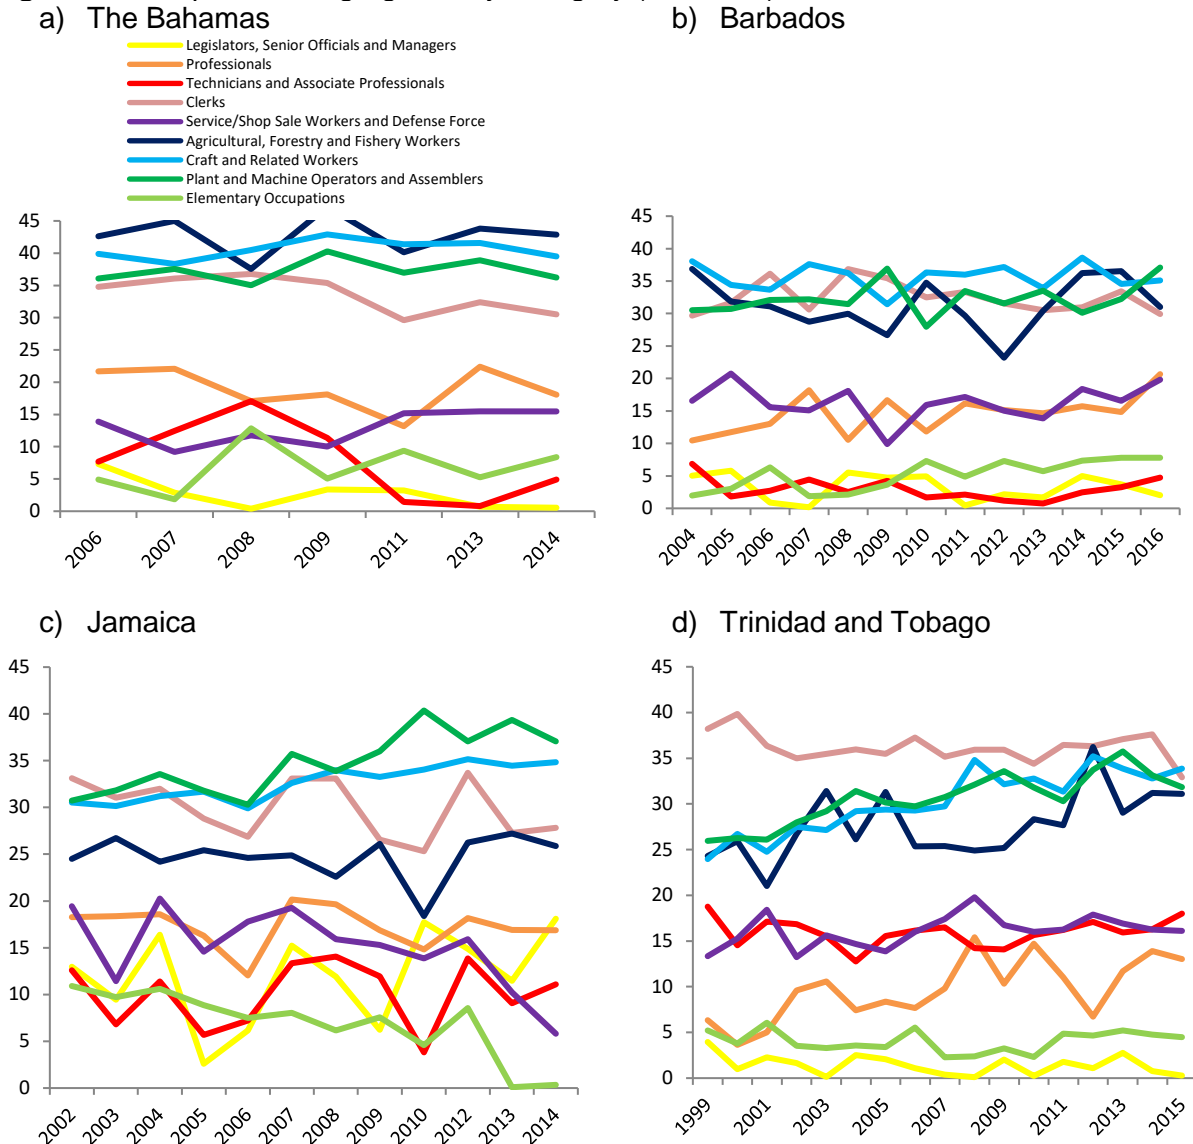 a) The Bahamas
b) Barbados
Legislators, Senior Officials and Managers
Professionals
Technicians and Associate Professionals
Clerks
Service/Shop Sale Workers and Defense Force
Agricultural, Forestry and Fishery Workers
Craft and Related Workers
Plant and Machine Operators and Assemblers
Elementary Occupations
45
40
35
30
25
20
15
10
5
0
2006 2007 2008 2009 2011 2013 2014
45
40
35
30
25
20
15
10
5
0
2004 2005 2006 2007 2008 2009 2010 2011 2012 2013 2014 2015 2016
c) Jamaica
d) Trinidad and Tobago
45
40
35
30
25
20
15
10
5
0
2002 2003 2004 2005 2006 2007 2008 2009 2010 2012 2013 2014
45
40
35
30
25
20
15
10
5
0
1999 2001 2003 2005 2007 2009 2011 2013 2015